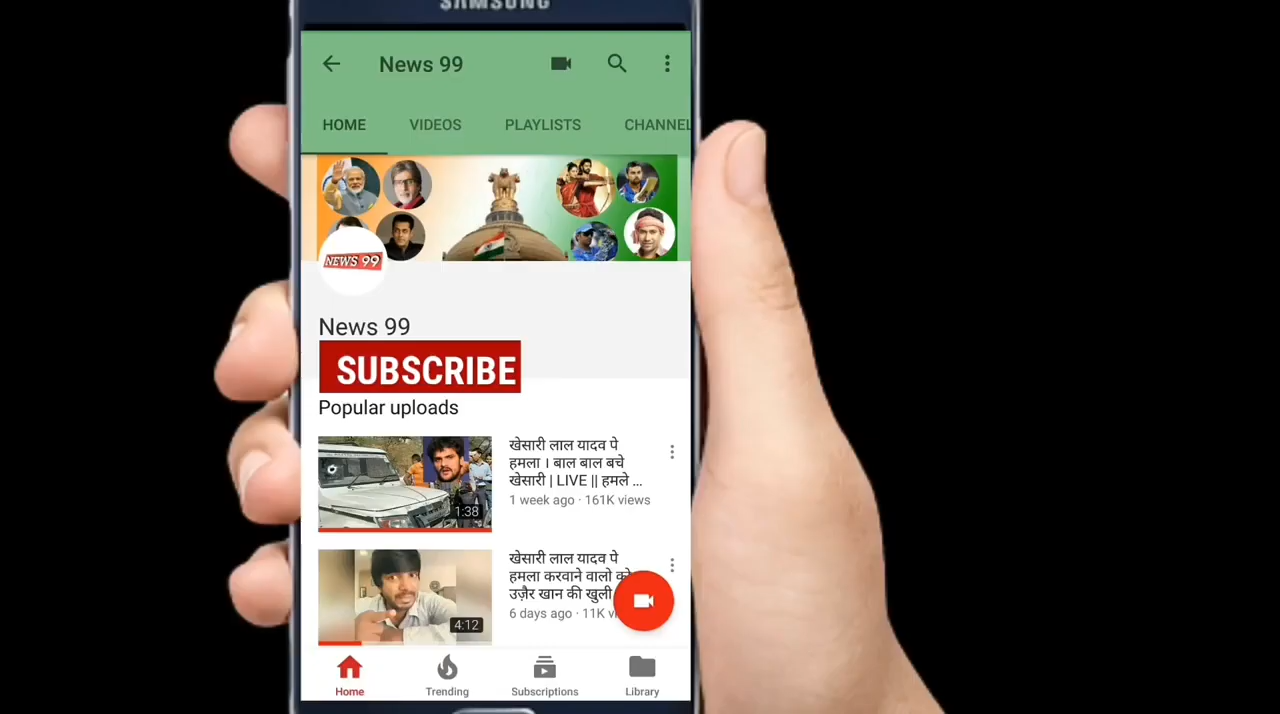 SAMSUNG
News 99
HOME VIDEOS PLAYLISTS CHANNEL
NEWS 99
News 99
SUBSCRIBE
Popular uploads
खेसारी लाल यादव पे
हमला । बाल बाल बचे
खेसारी | LIVE || हमले ...
1 week ago · 161K views
1:38
खेसारी लाल यादव पे
हमला करवाने वालो को
उज़ैर खान की खुली
6 days ago · 11K
4:12
Home Trending Subscriptions Library